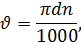 ϑ = πdn/1000,